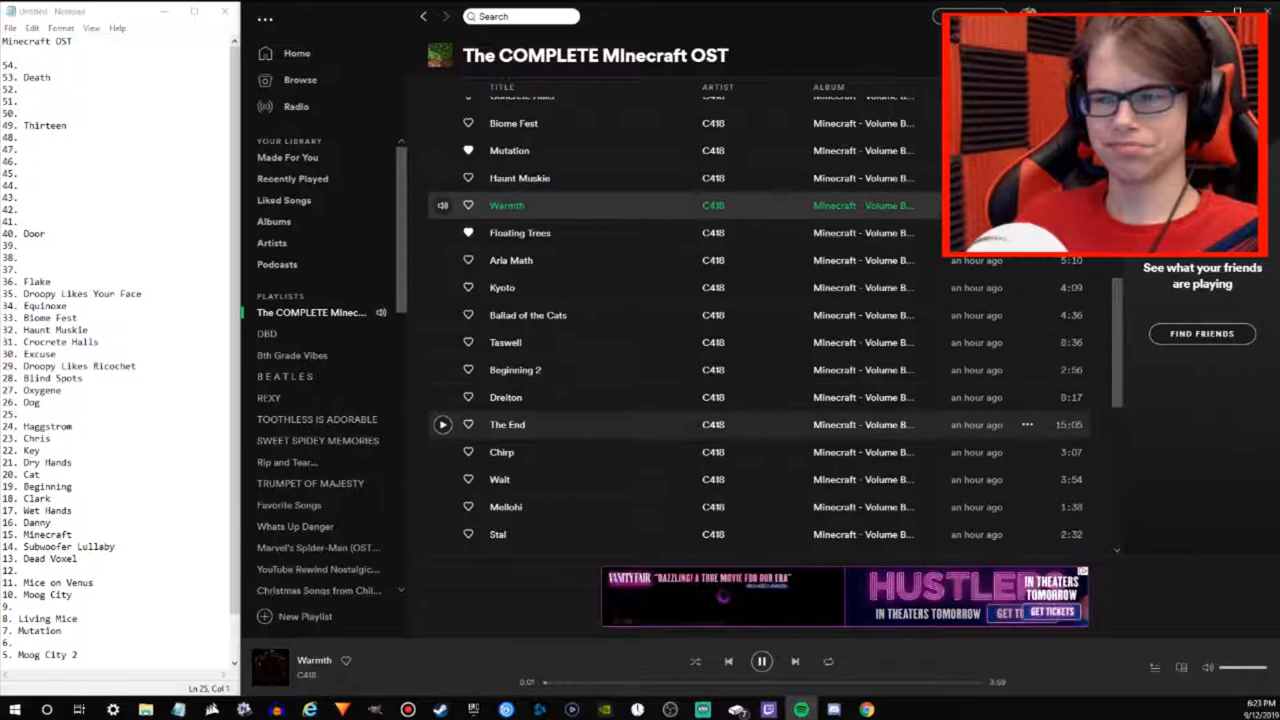 Untitled - Notepad
File Edit Format View Help
Minecraft OST
54.
53. Death
52.
51.
50.
49. Thirteen
48.
47.
46.
45.
44.
43.
42.
41.
40. Door
39.
38.
37.
36. Flake
35. Droopy Likes Your Face
34. Equinoxe
33. Biome Fest
32. Haunt Muskie
31. Crocrete Halls
30. Excuse
29. Droopy Likes Ricochet
28. Blind Spots
27. Oxygene
26. Dog
25.
24. Haggstrom
23. Chris
22. Key
21. Dry Hands
20. Cat
19. Beginning
18. Clark
17. Wet Hands
16. Danny
15. Minecraft
14. Subwoofer Lullaby
13. Dead Voxel
12.
11. Mice on Venus
10. Moog City
9.
8. Living Mice
7. Mutation
6.
5. Moog City 2
Ln 25, Col 1
Search
Home
Browse
Radio
YOUR LIBRARY
Made For You
Recently Played
Liked Songs
Albums
Artists
Podcasts
PLAYLISTS
The COMPLETE MInec...
DBD
8th Grade Vibes
B E A T L E S
REXY
TOOTHLESS IS ADORABLE
SWEET SPIDEY MEMORIES
Rip and Tear...
TRUMPET OF MAJESTY
Favorite Songs
Whats Up Danger
Marvel's Spider-Man (OST...
YouTube Rewind Nostalgic...
Christmas Songs from Chil...
New Playlist
The COMPLETE MInecraft OST
TITLE ARTIST ALBUM
Concrete Halls
Biome Fest C418 Minecraft - Volume B...
Mutation C418 Minecraft - Volume B...
Haunt Muskie C418 Minecraft - Volume B...
Warmth C418 Minecraft - Volume B...
Floating Trees C418 Minecraft - Volume B...
Aria Math C418 Minecraft - Volume B... an hour ago 5:10
Kyoto C418 Minecraft - Volume B... an hour ago 4:09
Ballad of the Cats C418 Minecraft - Volume B... an hour ago 4:35
Taswell C418 Minecraft - Volume B... an hour ago 8:36
Beginning 2 C418 Minecraft - Volume B... an hour ago 2:56
Dreiton C418 Minecraft - Volume B... an hour ago 8:17
The End C418 Minecraft - Volume B... an hour ago ••• 15:05
Chirp C418 Minecraft - Volume B... an hour ago 3:07
Wait C418 Minecraft - Volume B... an hour ago 3:54
Mellohi C418 Minecraft - Volume B... an hour ago 1:38
Stal C418 Minecraft - Volume B... an hour ago 2:32
See what your friends
are playing
FIND FRIENDS
VANITY FAIR "DAZZLING! A TRUE MOVIE FOR OUR ERA"
IN THEATERS TOMORROW
HUSTLERS
IN THEATERS TOMORROW
GET TICKETS
Warmth
C418
0:01
3:59
6:23 PM
9/12/2019